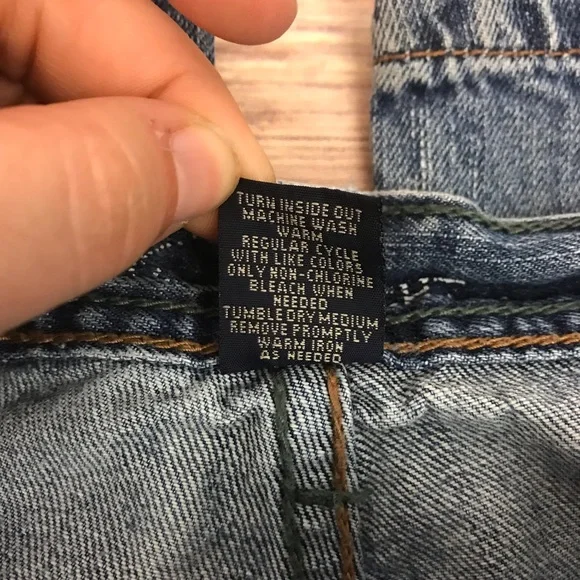 TURN INSIDE OUT
MACHINE WASH
WARM
REGULAR CYCLE
WITH LIKE COLORS
ONLY NON-CHLORINE
BLEACH WHEN
NEEDED
TUMBLE DRY MEDIUM
REMOVE PROMPTLY
WARM IRON
AS NEEDED